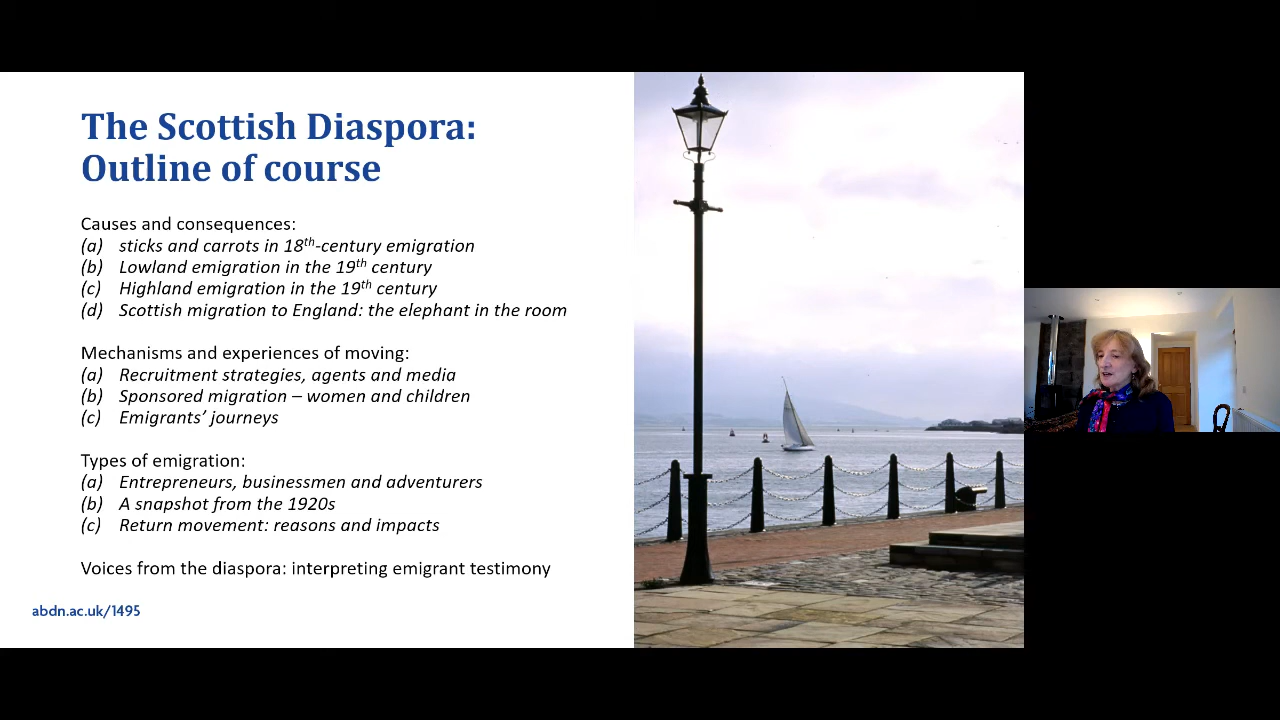 The Scottish Diaspora:
Outline of course
Causes and consequences:
(a) sticks and carrots in 18th-century emigration
(b) Lowland emigration in the 19th century
(c) Highland emigration in the 19th century
(d) Scottish migration to England: the elephant in the room
Mechanisms and experiences of moving:
(a) Recruitment strategies, agents and media
(b) Sponsored migration – women and children
(c) Emigrants’ journeys
Types of emigration:
(a) Entrepreneurs, businessmen and adventurers
(b) A snapshot from the 1920s
(c) Return movement: reasons and impacts
Voices from the diaspora: interpreting emigrant testimony
abdn.ac.uk/1495